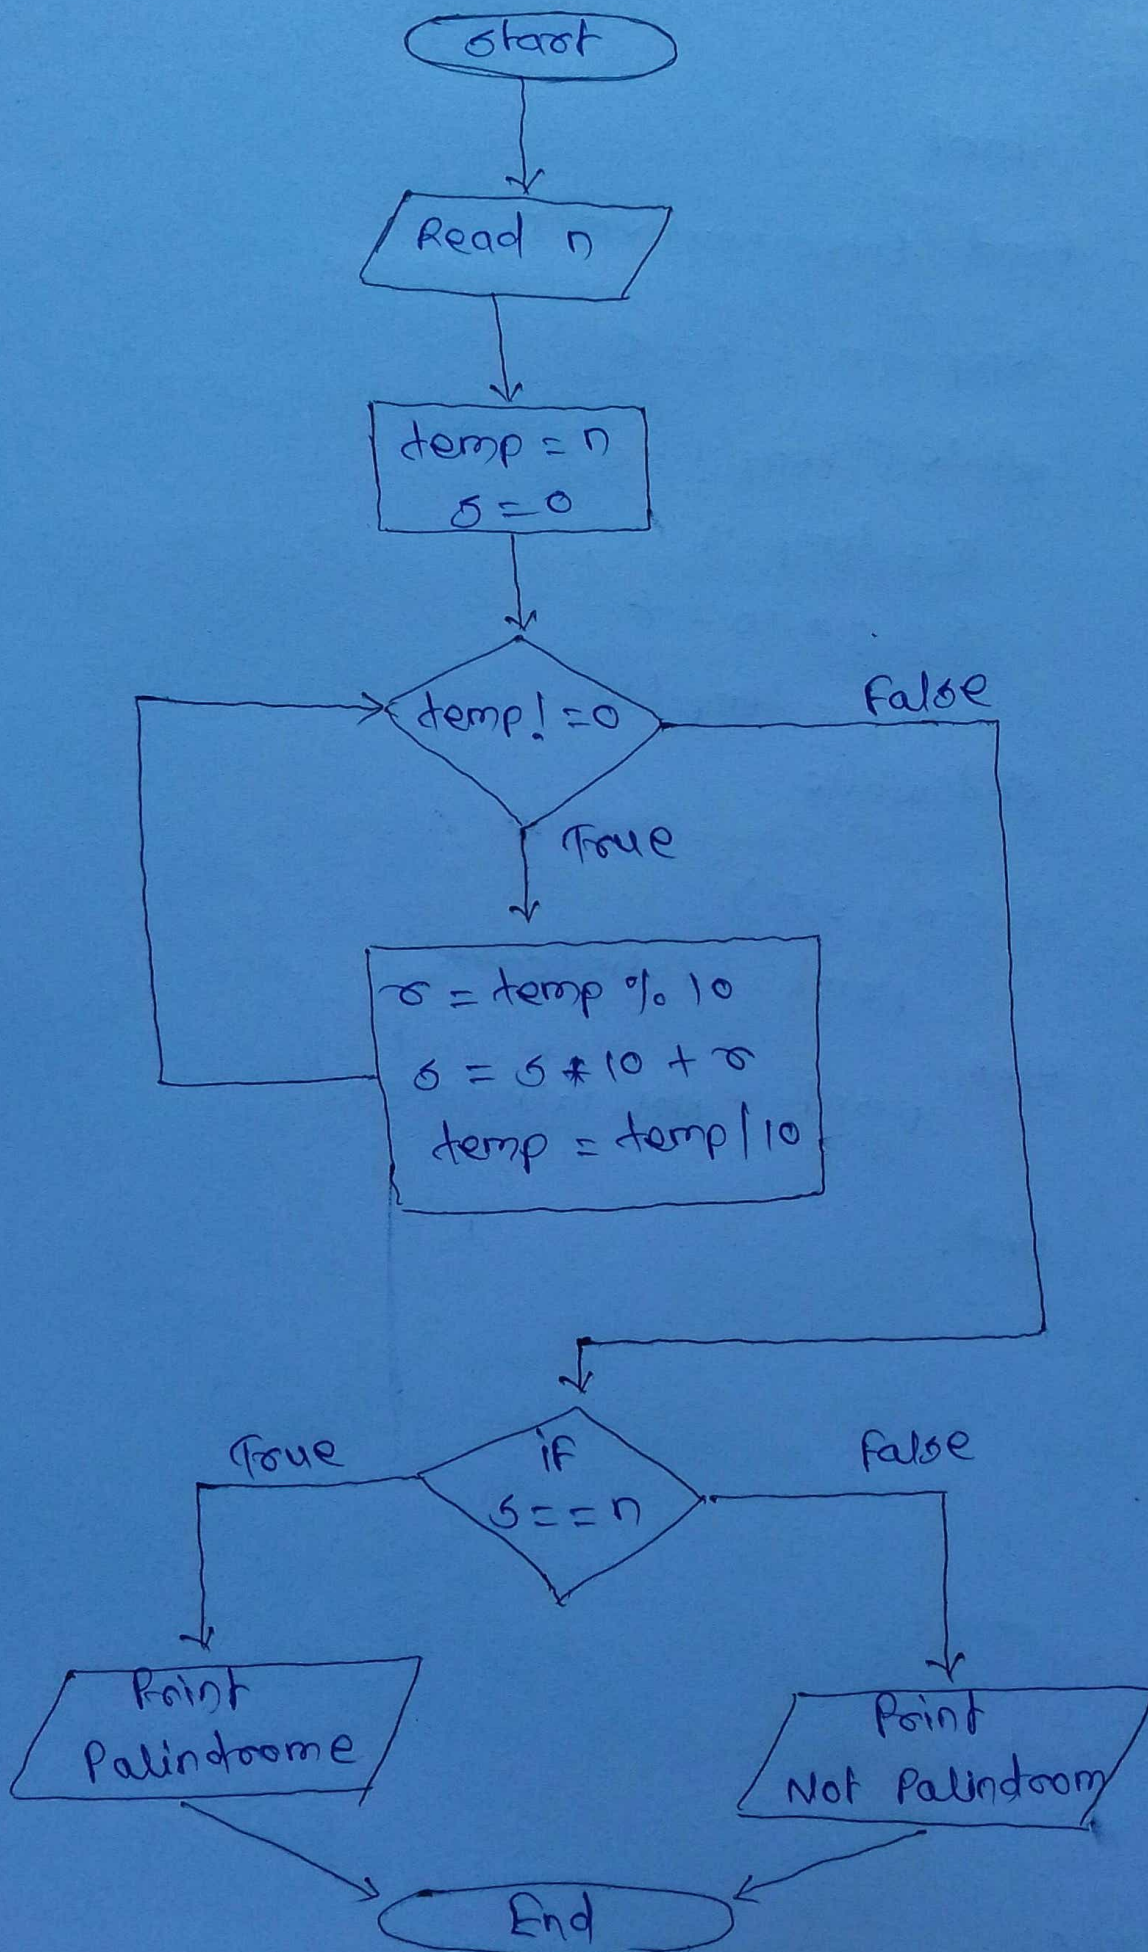 Start
Read n
temp = n
s = 0
temp! = 0
False
True
r = temp % 10
s = s * 10 + r
temp = temp / 10
True
if
s = = n
False
Print
Palindrome
Print
Not Palindrom
End